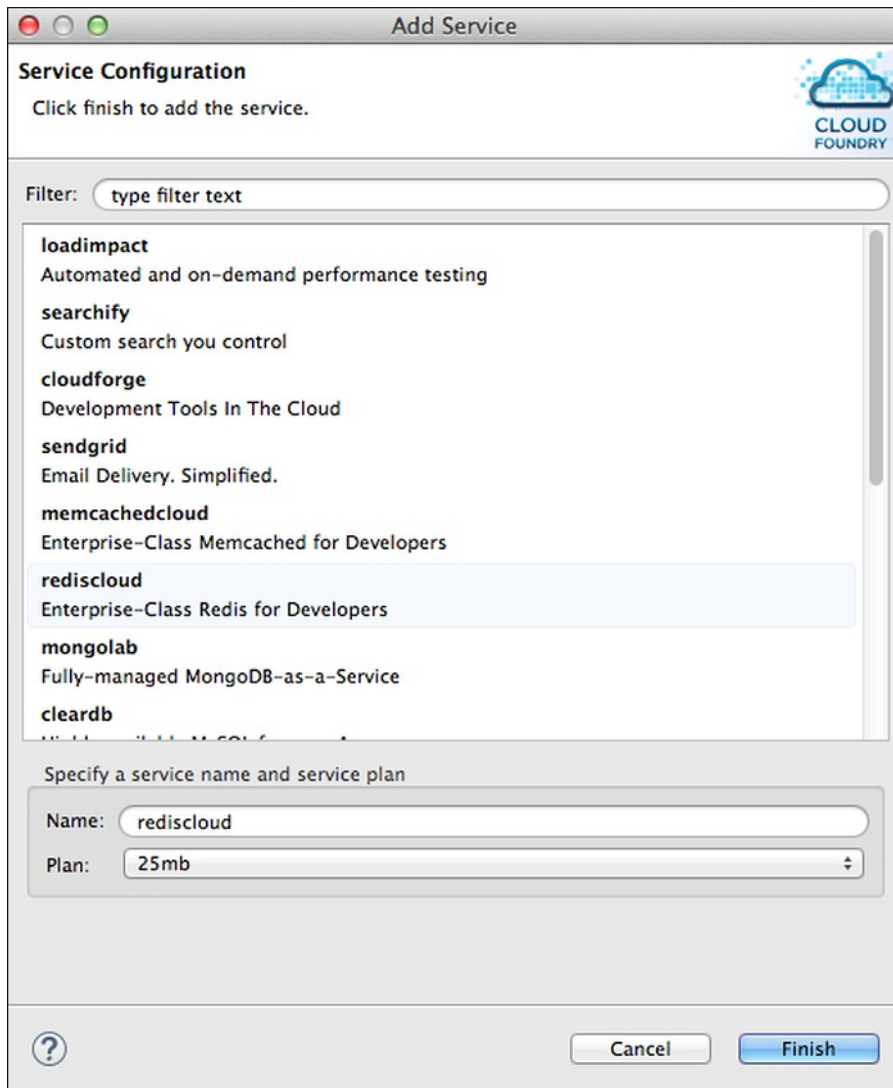 Add Service
Service Configuration
Click finish to add the service.
CLOUD
FOUNDRY
Filter: type filter text
loadimpact
Automated and on-demand performance testing
searchify
Custom search you control
cloudforge
Development Tools In The Cloud
sendgrid
Email Delivery. Simplified.
memcachedcloud
Enterprise-Class Memcached for Developers
rediscloud
Enterprise-Class Redis for Developers
mongolab
Fully-managed MongoDB-as-a-Service
cleardb
Specify a service name and service plan
Name: rediscloud
Plan: 25mb
?
Cancel Finish